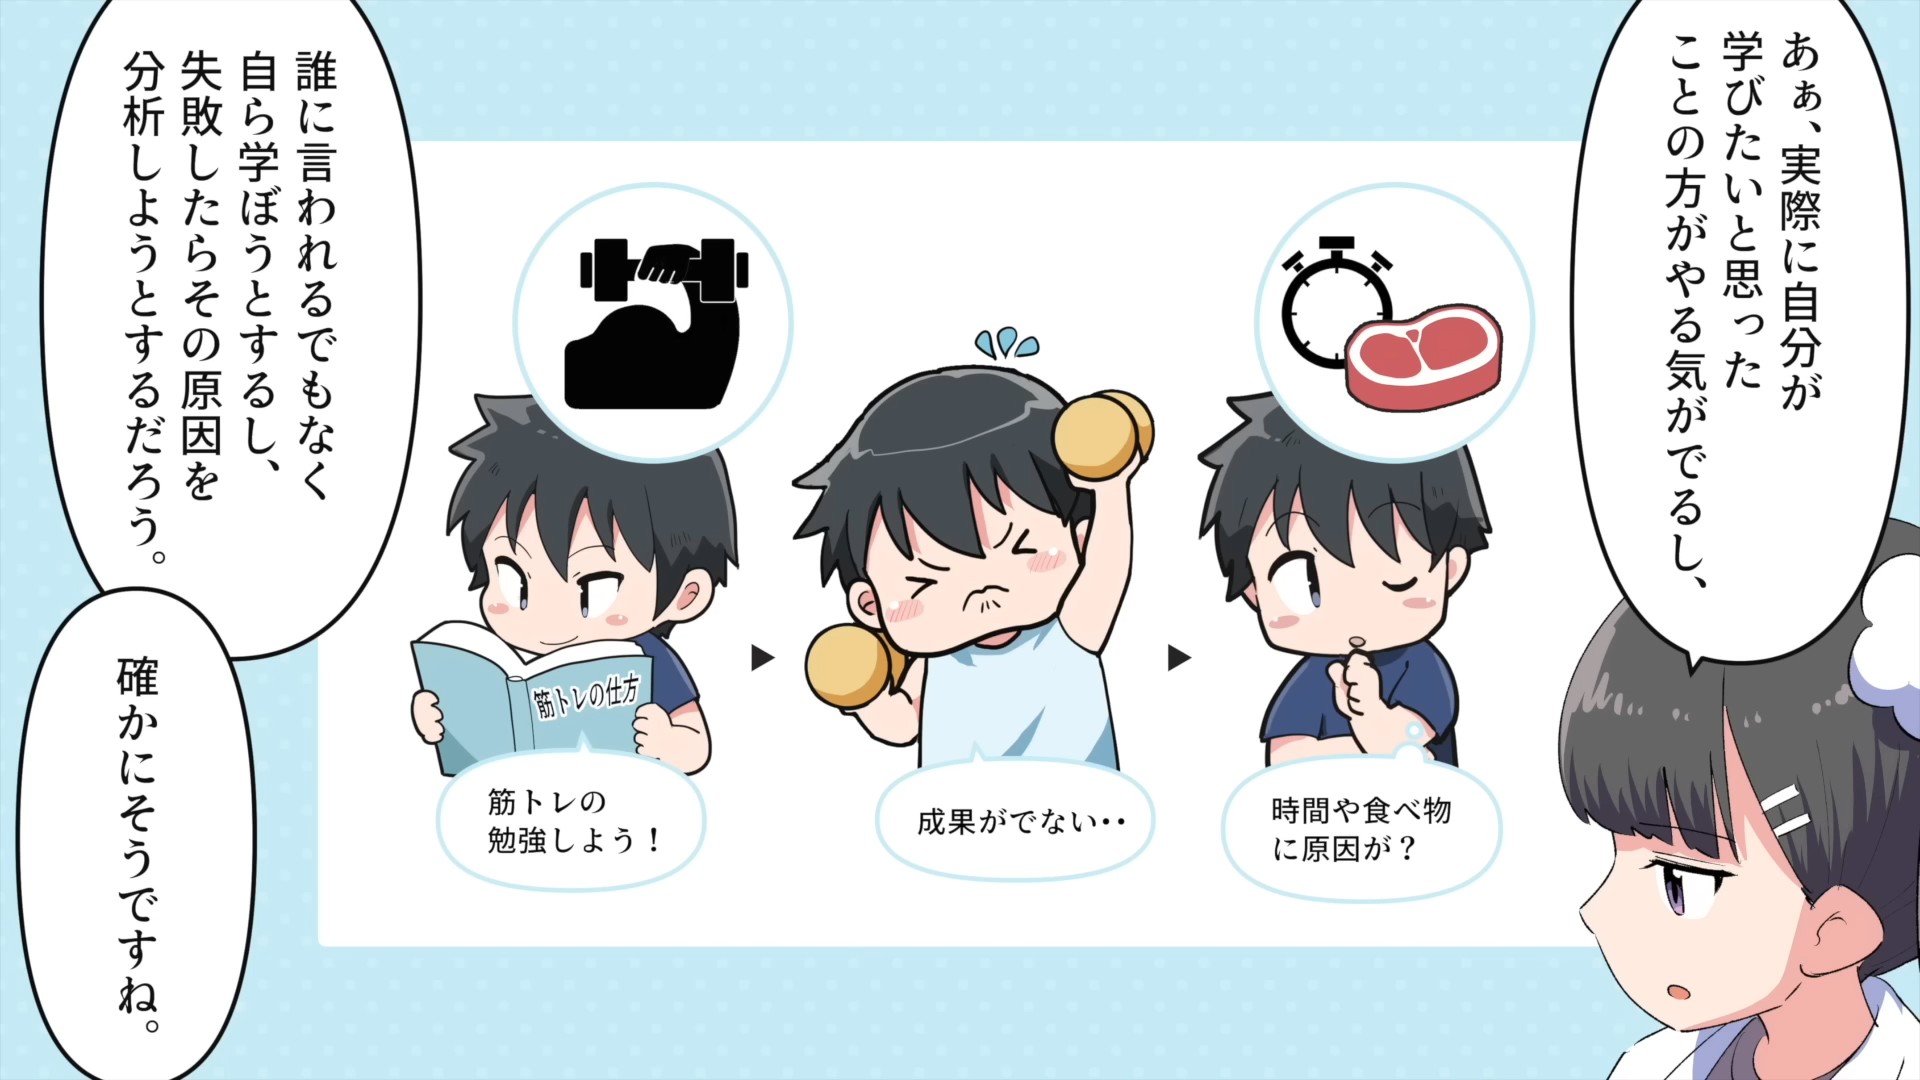 あぁ、実際に自分が
学びたいと思った
ことの方がやる気がでるし、
誰に言われるでもなく
自ら学ぼうとするし、
失敗したらその原因を
分析しようとするだろう。
確かにそうですね。
筋トレの仕方
筋トレの
勉強しよう！
成果がでない・・
時間や食べ物
に原因が？